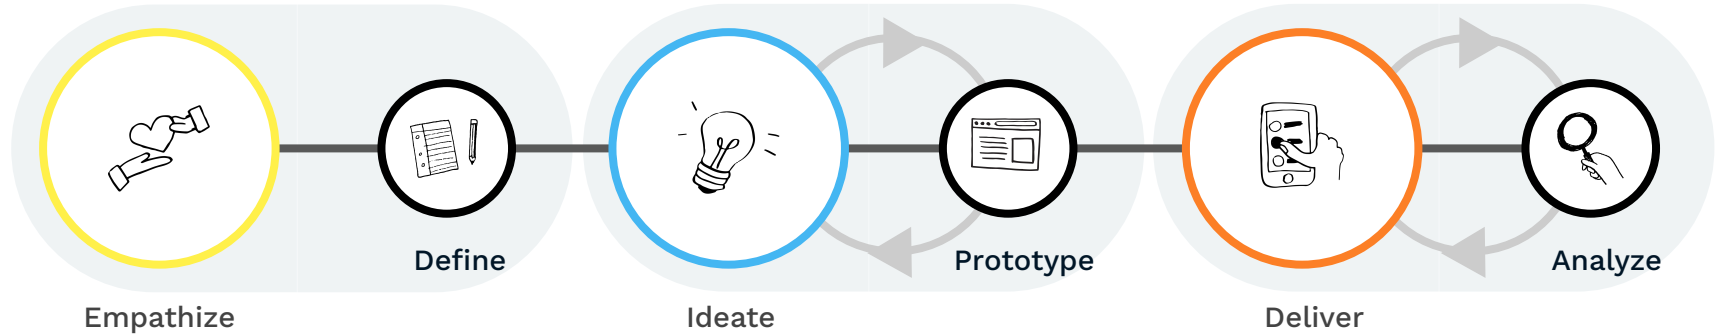 Empathize
Define
Ideate
Prototype
Deliver
Analyze